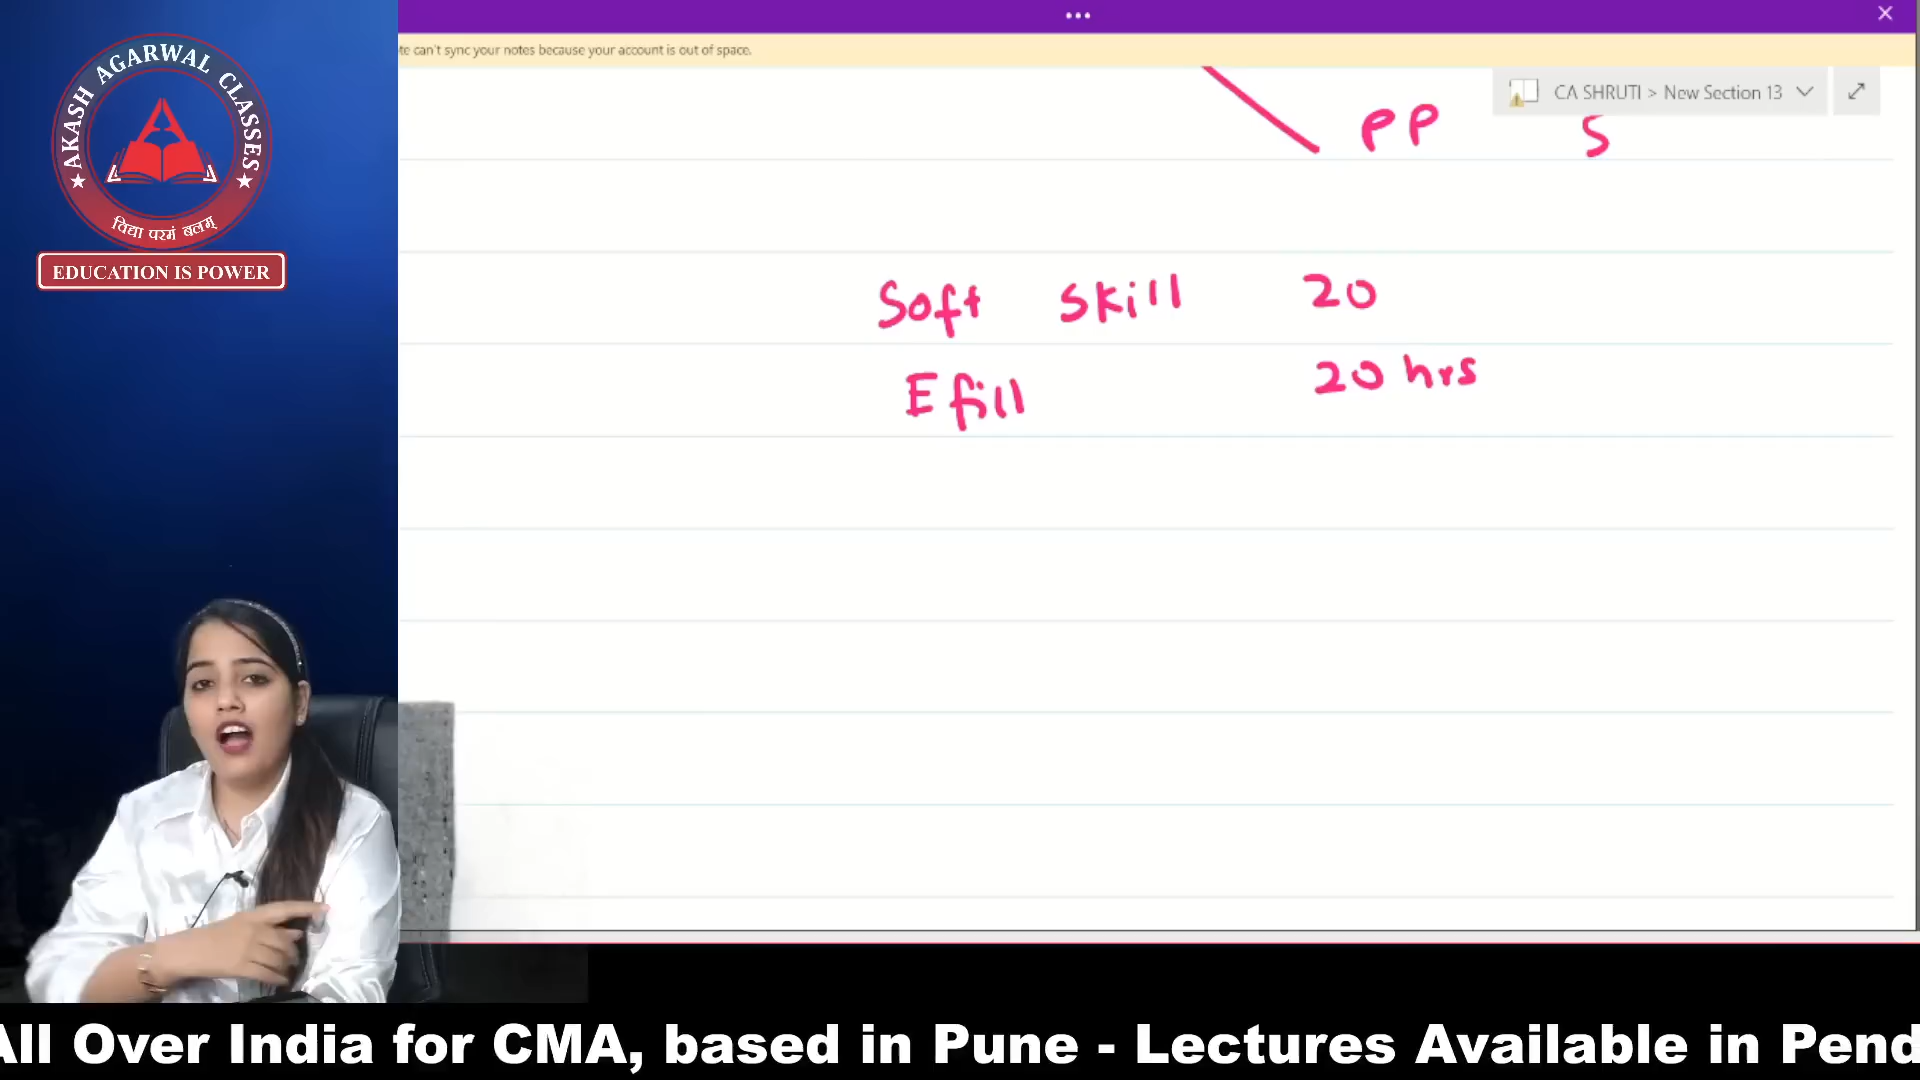 AKASH AGARWAL CLASSES
विद्या परमं बलम्
EDUCATION IS POWER
te can't sync your notes because your account is out of space.
CA SHRUTI > New Section 13
PP 5
Soft Skill 20
E fill 20 hrs
All Over India for CMA, based in Pune - Lectures Available in Pend